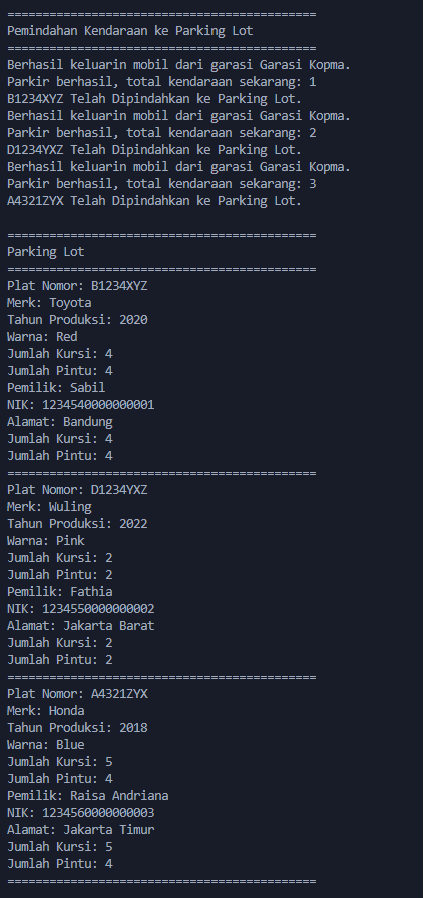 ============================================
Pemindahan Kendaraan ke Parking Lot
============================================
Berhasil keluarin mobil dari garasi Garasi Kopma.
Parkir berhasil, total kendaraan sekarang: 1
B1234XYZ Telah Dipindahkan ke Parking Lot.
Berhasil keluarin mobil dari garasi Garasi Kopma.
Parkir berhasil, total kendaraan sekarang: 2
D1234YXZ Telah Dipindahkan ke Parking Lot.
Berhasil keluarin mobil dari garasi Garasi Kopma.
Parkir berhasil, total kendaraan sekarang: 3
A4321ZYX Telah Dipindahkan ke Parking Lot.
============================================
Parking Lot
============================================
Plat Nomor: B1234XYZ
Merk: Toyota
Tahun Produksi: 2020
Warna: Red
Jumlah Kursi: 4
Jumlah Pintu: 4
Pemilik: Sabil
NIK: 1234540000000001
Alamat: Bandung
Jumlah Kursi: 4
Jumlah Pintu: 4
============================================
Plat Nomor: D1234YXZ
Merk: Wuling
Tahun Produksi: 2022
Warna: Pink
Jumlah Kursi: 2
Jumlah Pintu: 2
Pemilik: Fathia
NIK: 1234550000000002
Alamat: Jakarta Barat
Jumlah Kursi: 2
Jumlah Pintu: 2
============================================
Plat Nomor: A4321ZYX
Merk: Honda
Tahun Produksi: 2018
Warna: Blue
Jumlah Kursi: 5
Jumlah Pintu: 4
Pemilik: Raisa Andriana
NIK: 1234560000000003
Alamat: Jakarta Timur
Jumlah Kursi: 5
Jumlah Pintu: 4
============================================